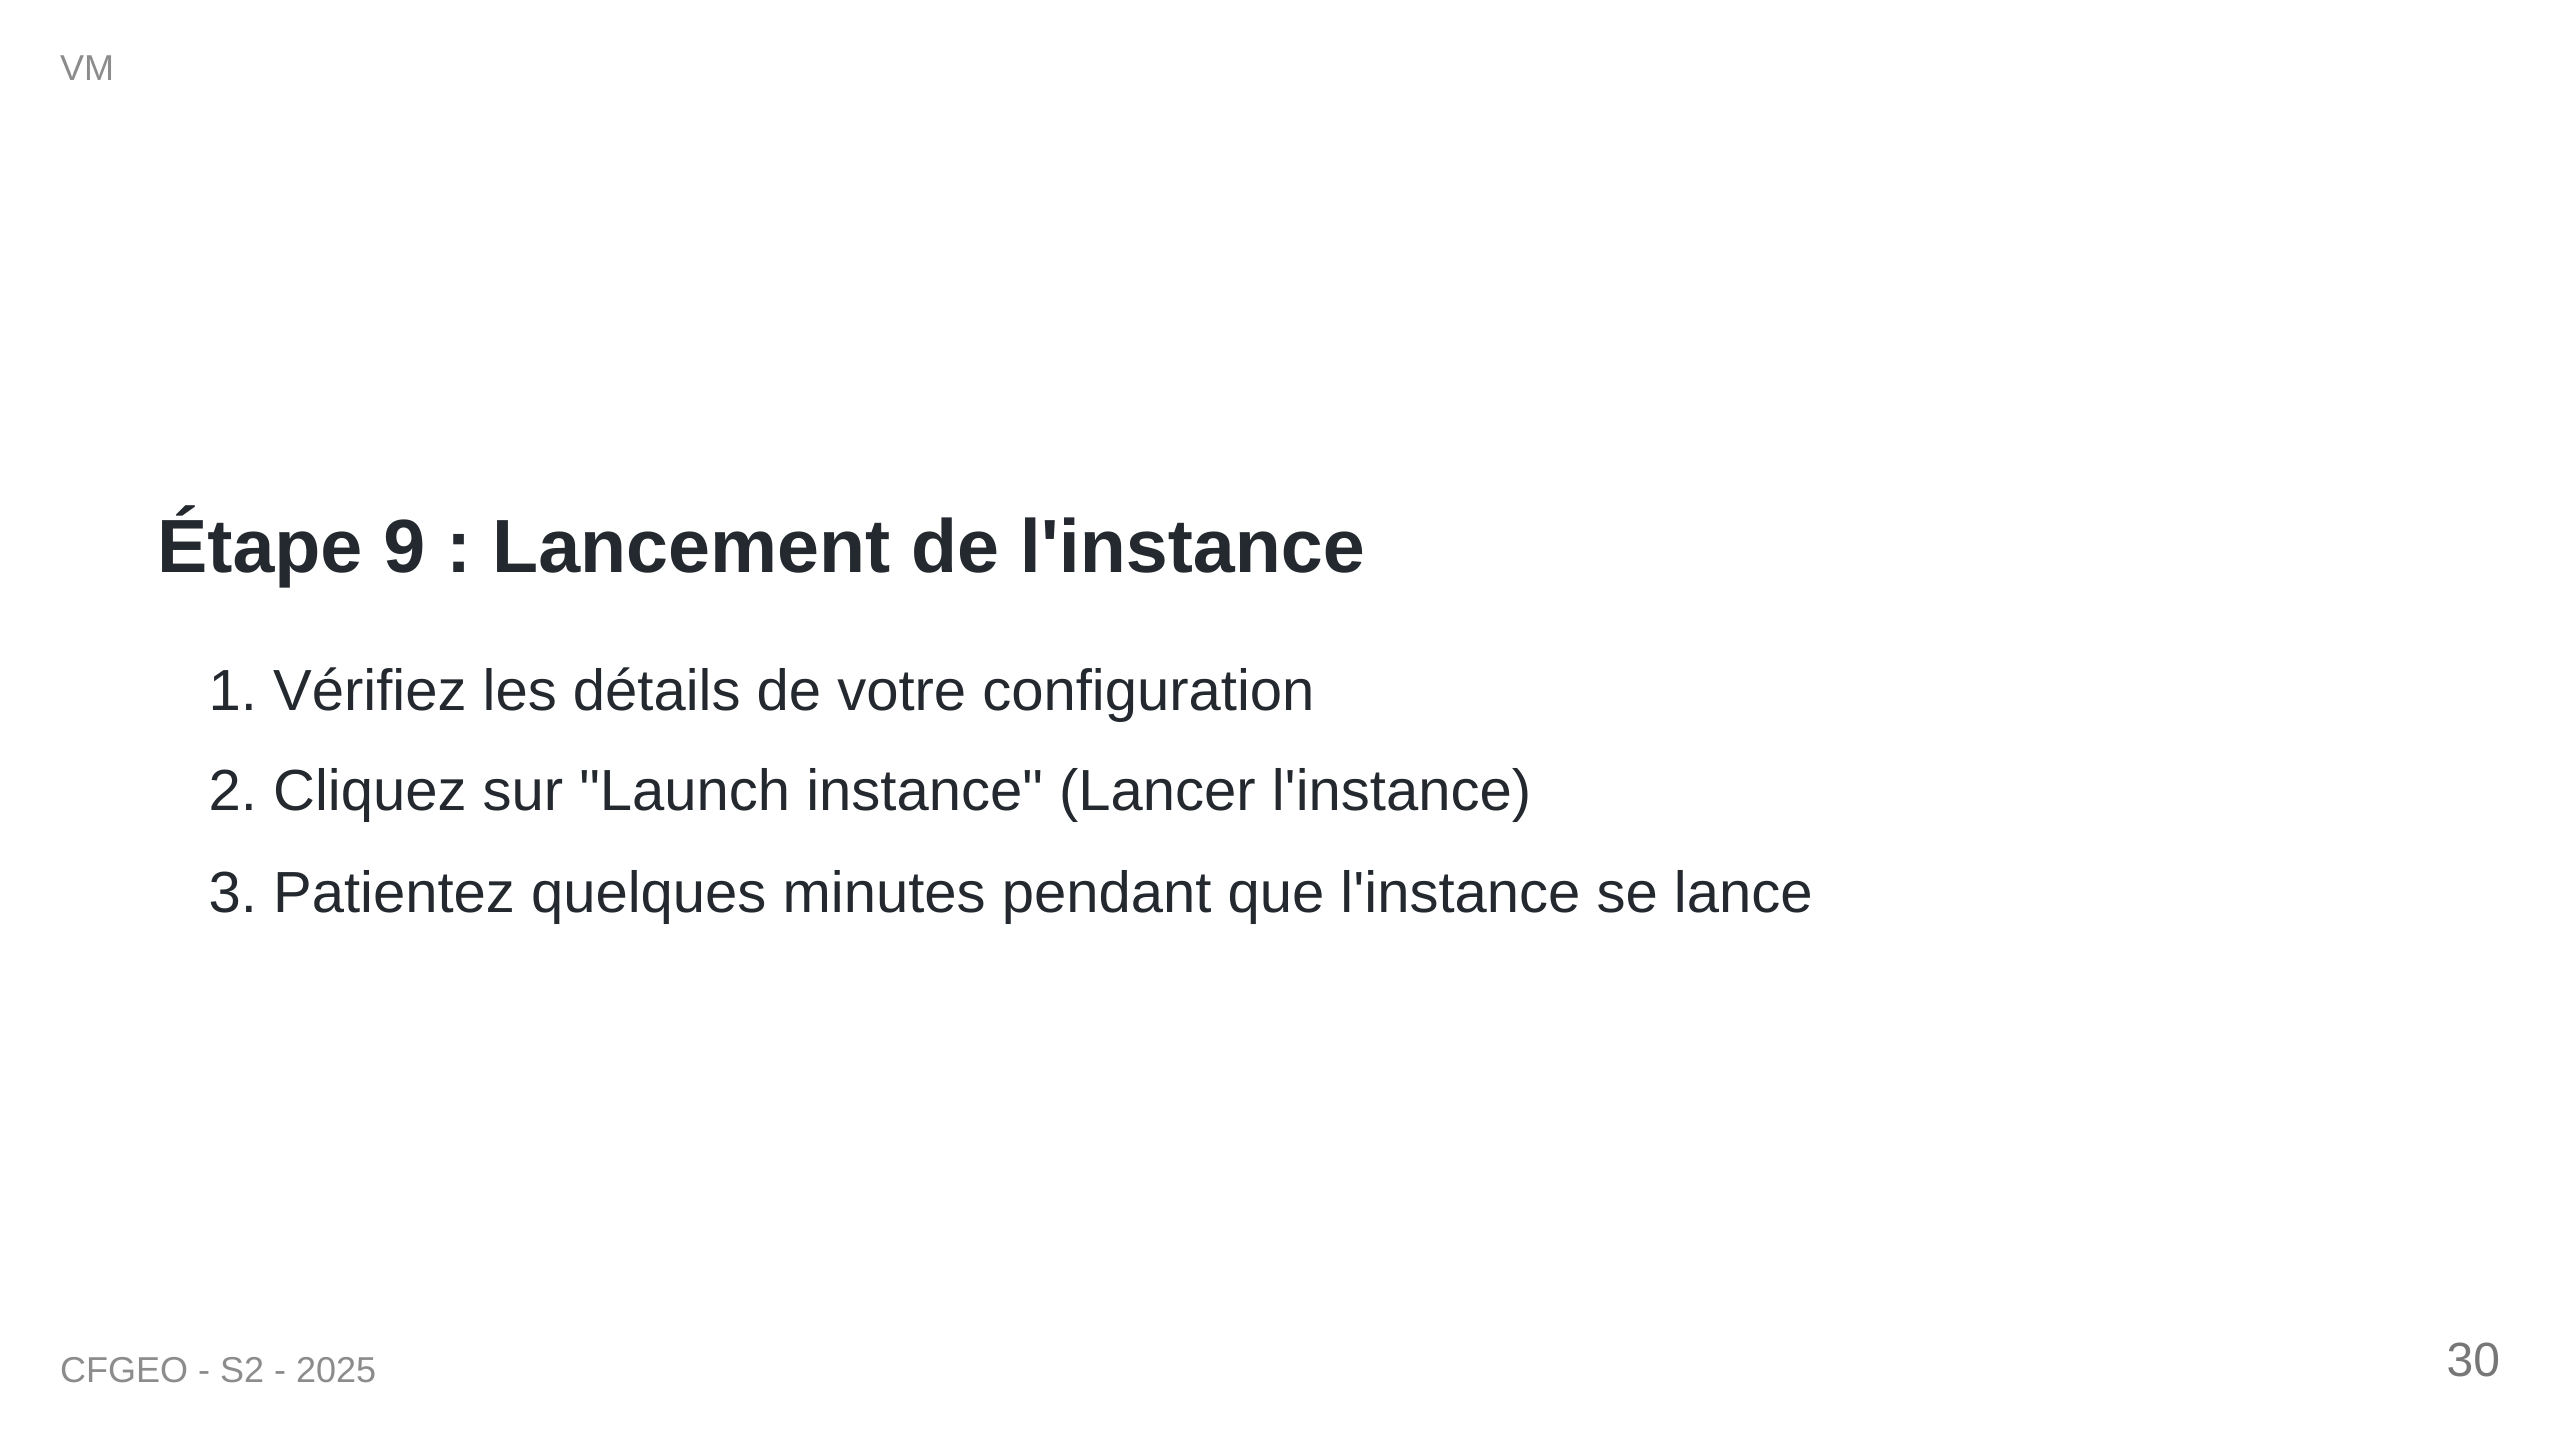 VM
Étape 9 : Lancement de l'instance
1. Vérifiez les détails de votre configuration
2. Cliquez sur "Launch instance" (Lancer l'instance)
3. Patientez quelques minutes pendant que l'instance se lance
CFGEO - S2 - 2025
30